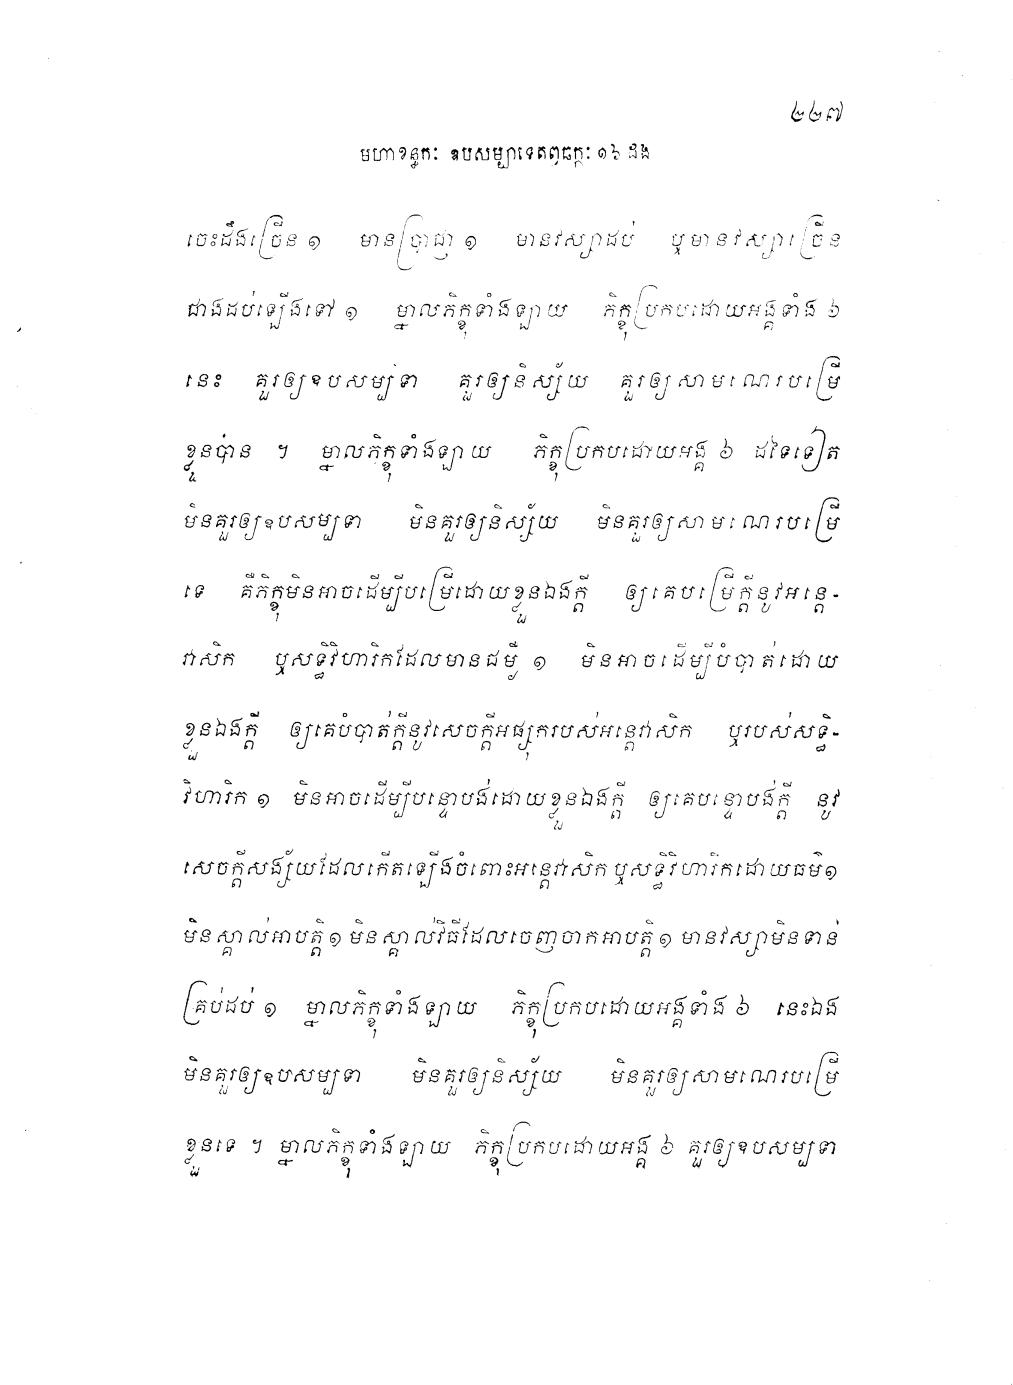 ២២៧
មហាខន្ធកៈ ឧបសម្បាទេតព្វឆក្កៈ ១៦ ដង
ចេះដឹងច្រើន ១ មានប្រាជ្ញា ១ មានវស្សាដប់ ឬមានវស្សាច្រើន
ជាងដប់ឡើងទៅ ១ ម្នាលភិក្ខុទាំងឡាយ ភិក្ខុប្រកបដោយអង្គទាំង ៦
នេះ គួរឲ្យឧបសម្បទា គួរឲ្យនិស្ស័យ គួរឲ្យសាមណេរបម្រើ
ខ្លួនបាន ។ ម្នាលភិក្ខុទាំងឡាយ ភិក្ខុប្រកបដោយអង្គ ៦ ដទៃទៀត
មិនគួរឲ្យឧបសម្បទា មិនគួរឲ្យនិស្ស័យ មិនគួរឲ្យសាមណេរបម្រើ
ទេ គឺភិក្ខុមិនអាចដើម្បីបម្រើដោយខ្លួនឯងក្តី ឲ្យគេបម្រើក្តីនូវអន្តេ-
វាសិក ឬសទ្ធិវិហារិកដែលមានជម្ងឺ ១ មិនអាចដើម្បីបំបាត់ដោយ
ខ្លួនឯងក្តី ឲ្យគេបំបាត់ក្តីនូវសេចក្តីអផ្សុករបស់អន្តេវាសិក ឬរបស់សទ្ធិ-
វិហារិក ១ មិនអាចដើម្បីបន្ទោបង់ដោយខ្លួនឯងក្តី ឲ្យគេបន្ទោបង់ក្តី នូវ
សេចក្តីសង្ស័យដែលកើតឡើងចំពោះអន្តេវាសិក ឬសទ្ធិវិហារិកដោយធម៌ ១
មិនស្គាល់អាបត្តិ ១ មិនស្គាល់វិធីដែលចេញចាកអាបត្តិ ១ មានវស្សាមិនទាន់
គ្រប់ដប់ ១ ម្នាលភិក្ខុទាំងឡាយ ភិក្ខុប្រកបដោយអង្គទាំង ៦ នេះឯង
មិនគួរឲ្យឧបសម្បទា មិនគួរឲ្យនិស្ស័យ មិនគួរឲ្យសាមណេរបម្រើ
ខ្លួនទេ ។ ម្នាលភិក្ខុទាំងឡាយ ភិក្ខុប្រកបដោយអង្គ ៦ គួរឲ្យឧបសម្បទា